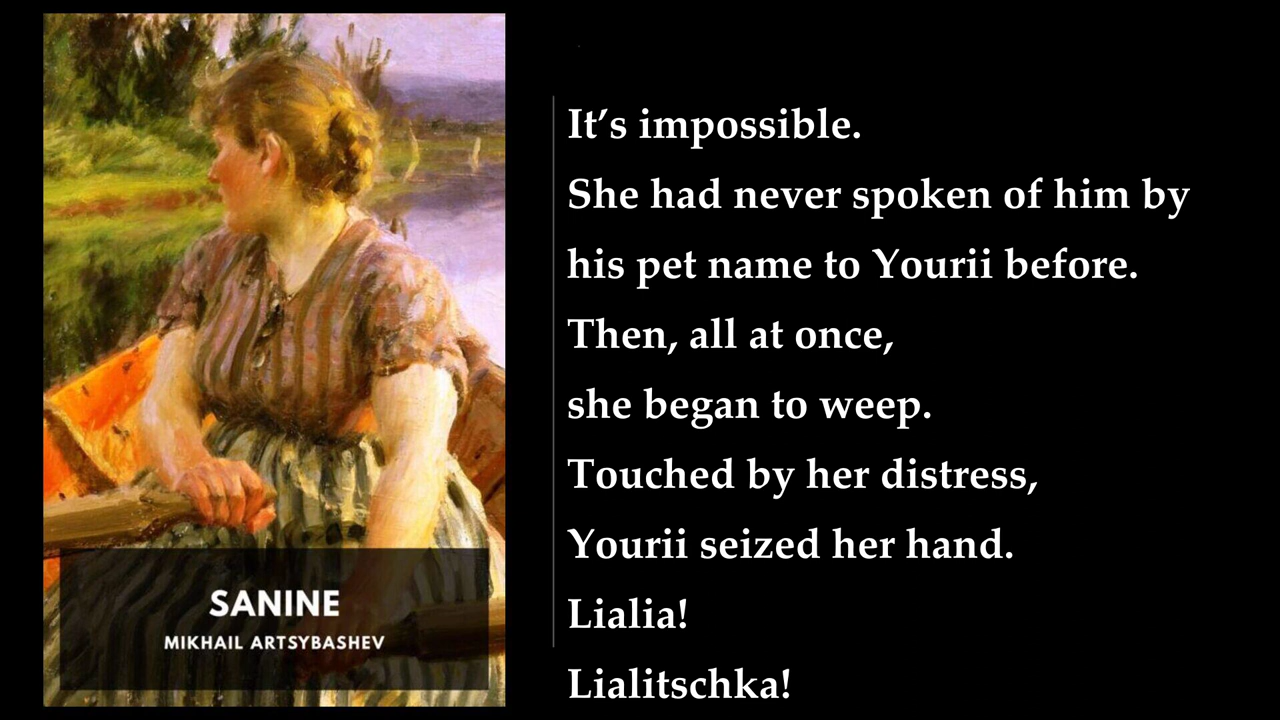 SANINE
MIKHAIL ARTSYBASHEV
It’s impossible.
She had never spoken of him by
his pet name to Yourii before.
Then, all at once,
she began to weep.
Touched by her distress,
Yourii seized her hand.
Lialia!
Lialitschka!